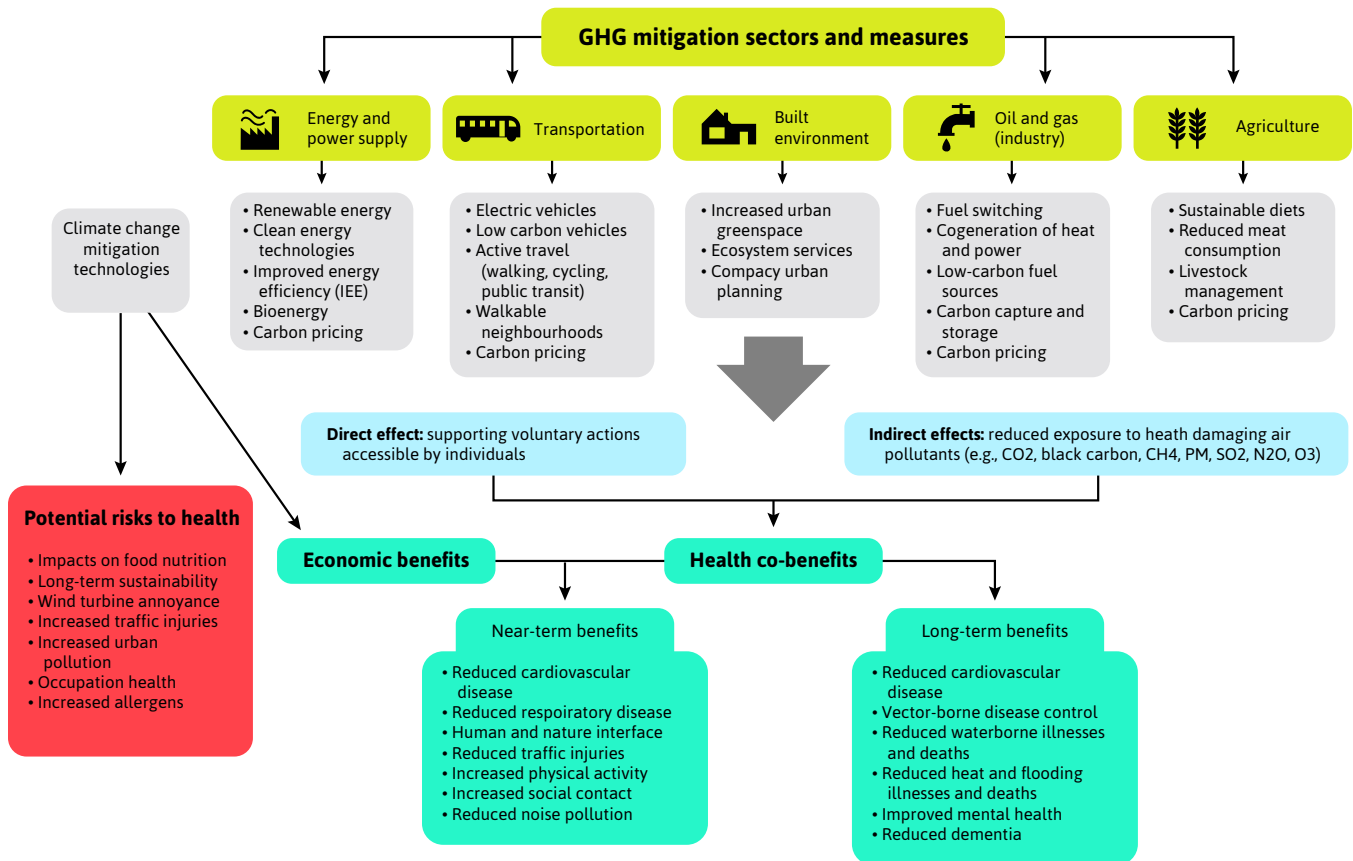 GHG mitigation sectors and measures
Energy and
power supply
Transportation
Built
environment
Oil and gas
(industry)
Agriculture
Climate change
mitigation
technologies
• Renewable energy
• Clean energy
technologies
• Improved energy
efficiency (IEE)
• Bioenergy
• Carbon pricing
• Electric vehicles
• Low carbon vehicles
• Active travel
(walking, cycling,
public transit)
• Walkable
neighbourhoods
• Carbon pricing
• Increased urban
greenspace
• Ecosystem services
• Compacy urban
planning
• Fuel switching
• Cogeneration of heat
and power
• Low-carbon fuel
sources
• Carbon capture and
storage
• Carbon pricing
• Sustainable diets
• Reduced meat
consumption
• Livestock
management
• Carbon pricing
Direct effect: supporting voluntary actions
accessible by individuals
Indirect effects: reduced exposure to heath damaging air
pollutants (e.g., CO2, black carbon, CH4, PM, SO2, N2O, O3)
Potential risks to health
• Impacts on food nutrition
• Long-term sustainability
• Wind turbine annoyance
• Increased traffic injuries
• Increased urban
pollution
• Occupation health
• Increased allergens
Economic benefits
Health co-benefits
Near-term benefits
• Reduced cardiovascular
disease
• Reduced respoiratory disease
• Human and nature interface
• Reduced traffic injuries
• Increased physical activity
• Increased social contact
• Reduced noise pollution
Long-term benefits
• Reduced cardiovascular
disease
• Vector-borne disease control
• Reduced waterborne illnesses
and deaths
• Reduced heat and flooding
illnesses and deaths
• Improved mental health
• Reduced dementia